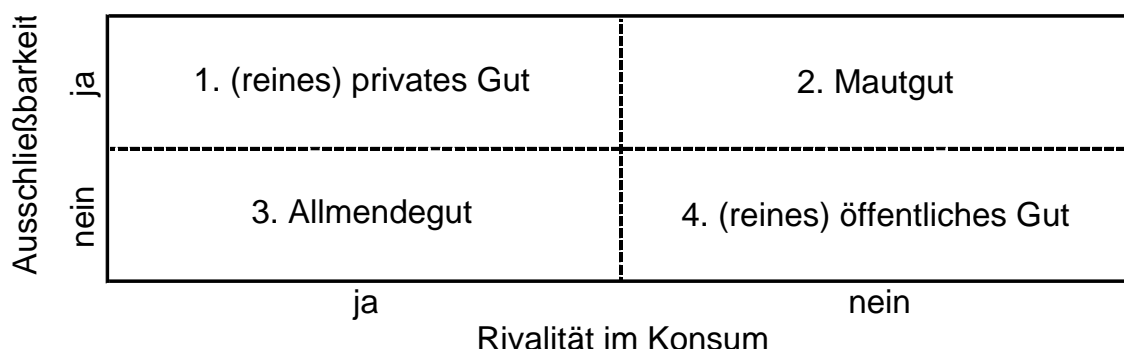 Ausschließbarkeit
ja
1. (reines) privates Gut
2. Mautgut
nein
3. Allmendegut
4. (reines) öffentliches Gut
ja
nein
Rivalität im Konsum